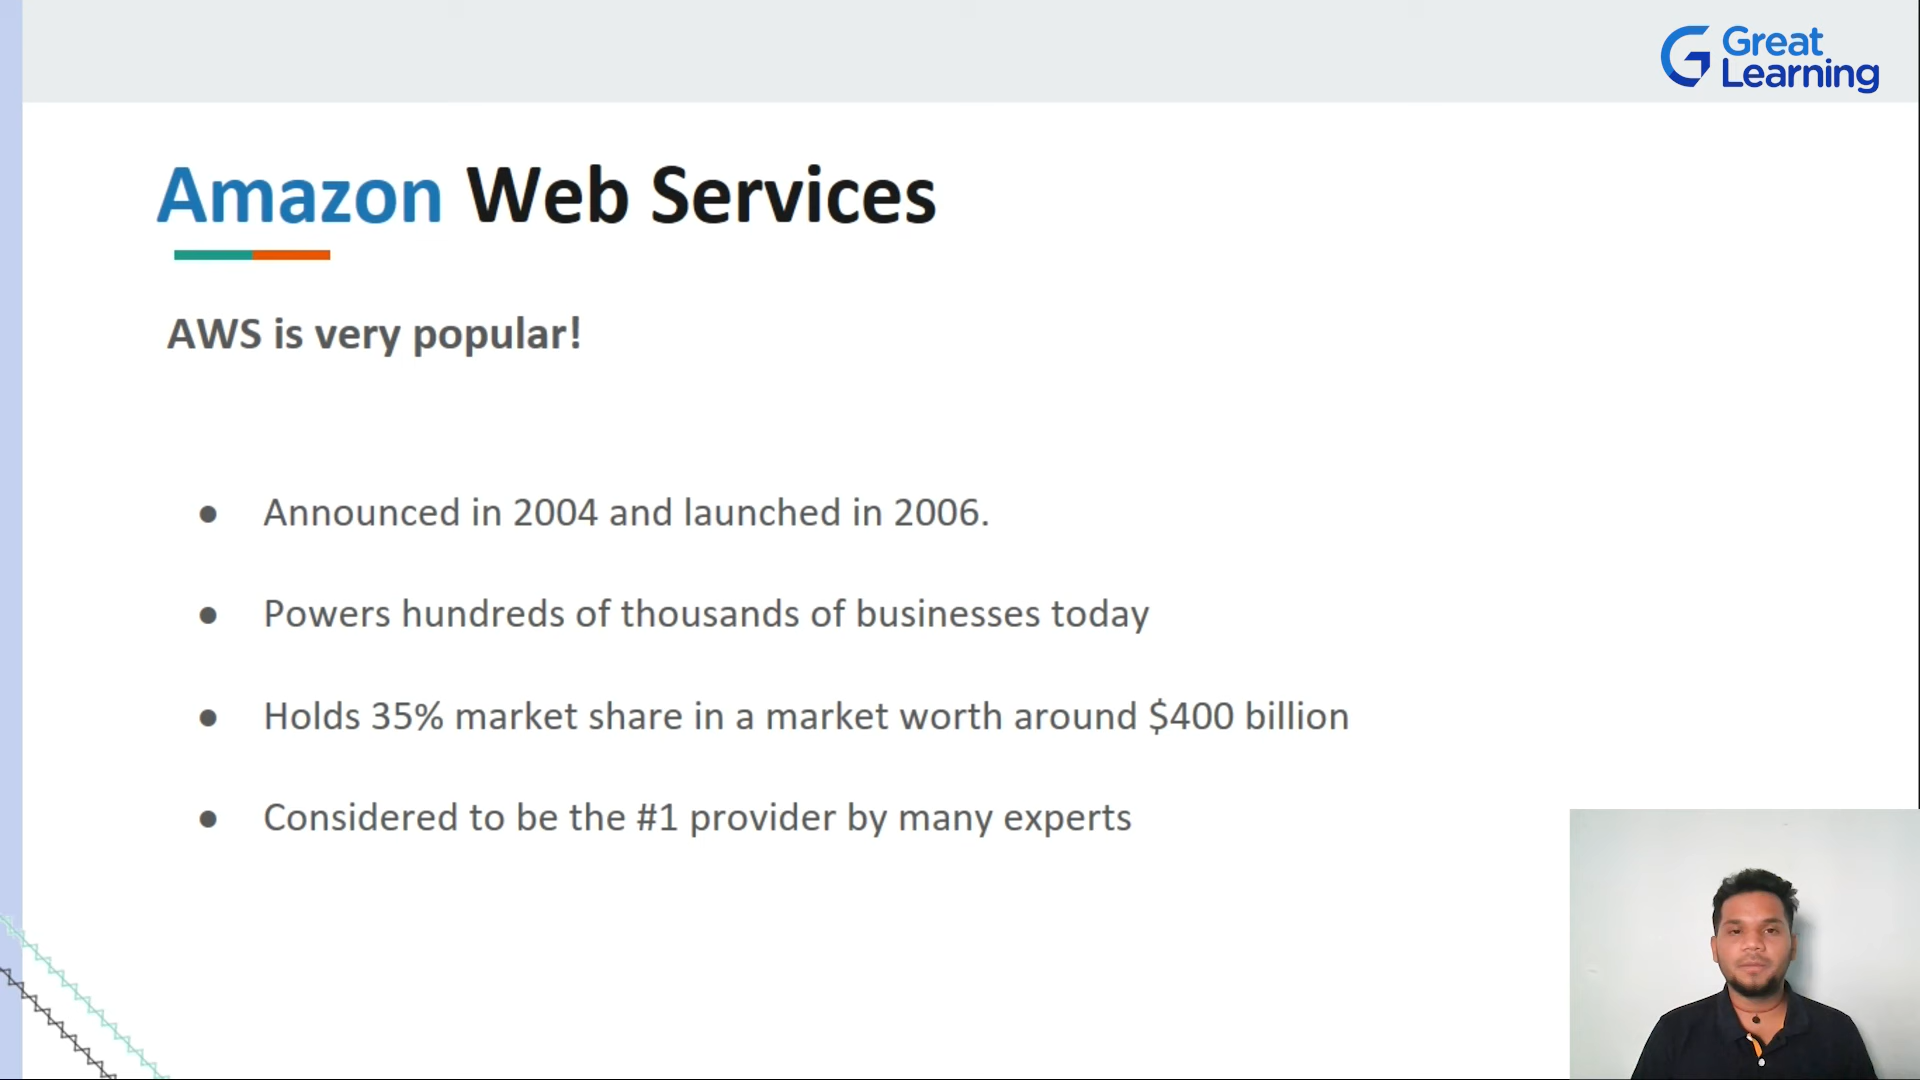 Great
Learning
Amazon Web Services
AWS is very popular!
● Announced in 2004 and launched in 2006.
● Powers hundreds of thousands of businesses today
● Holds 35% market share in a market worth around $400 billion
● Considered to be the #1 provider by many experts